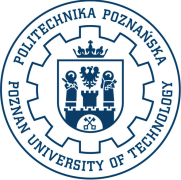 POLITECHNIKA POZNAŃSKA
POZNAN UNIVERSITY OF TECHNOLOGY